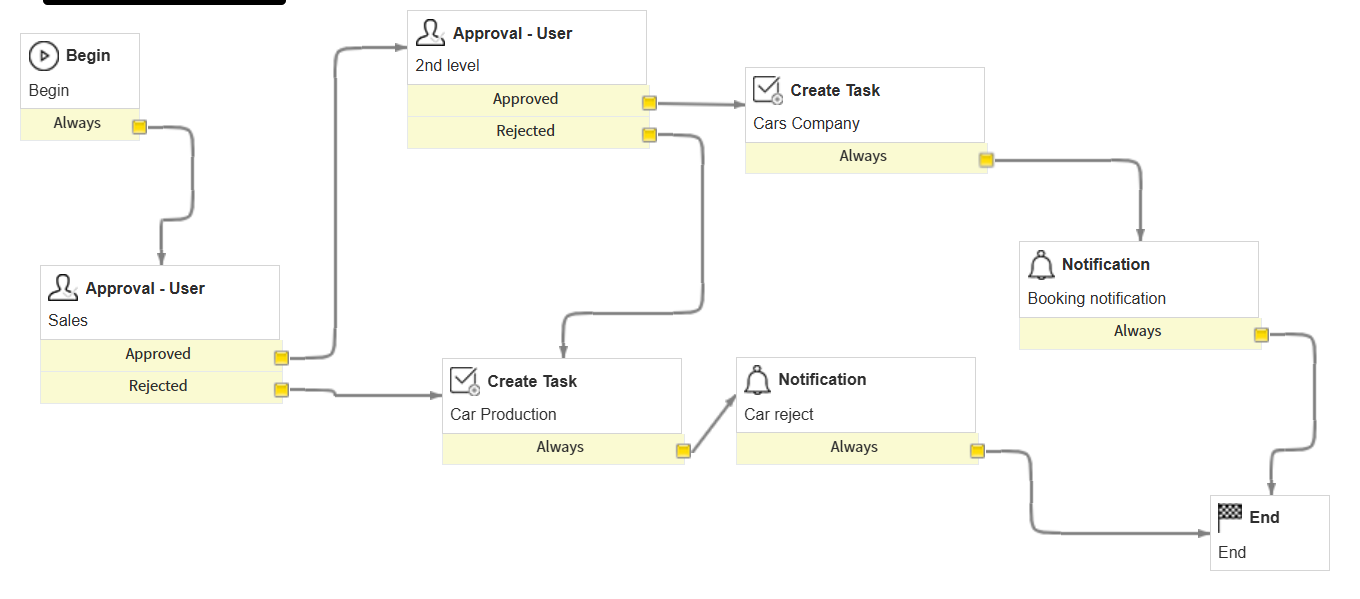 Begin
Begin
Always
Approval - User
Sales
Approved
Rejected
Approval - User
2nd level
Approved
Rejected
Create Task
Cars Company
Always
Create Task
Car Production
Always
Notification
Car reject
Always
Notification
Booking notification
Always
End
End